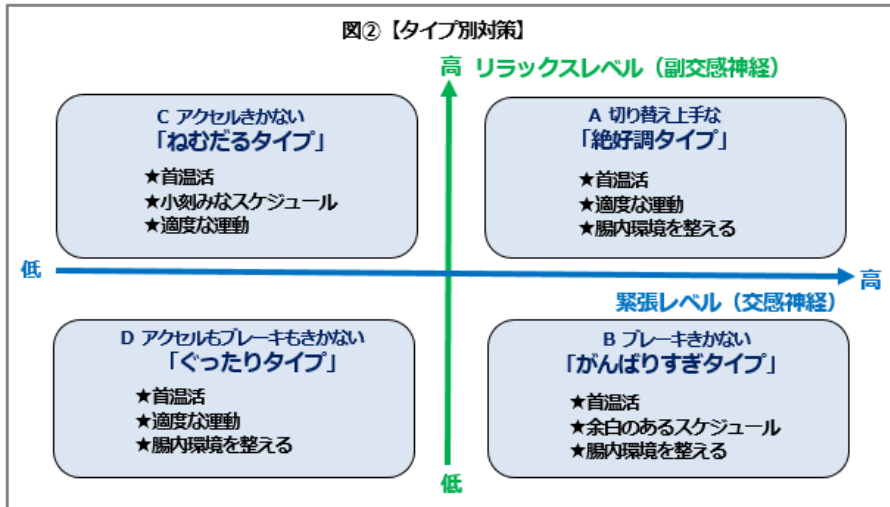 図②【タイプ別対策】
高 リラックスレベル（副交感神経）
C アクセルきかない
「ねむだるタイプ」
★首温活
★小刻みなスケジュール
★適度な運動
A 切り替え上手な
「絶好調タイプ」
★首温活
★適度な運動
★腸内環境を整える
低
高
緊張レベル（交感神経）
D アクセルもブレーキもきかない
「ぐったりタイプ」
★首温活
★適度な運動
★腸内環境を整える
B ブレーキきかない
「がんばりすぎタイプ」
★首温活
★余白のあるスケジュール
★腸内環境を整える
低